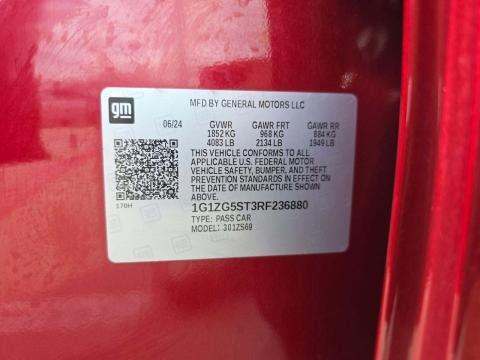 gm
MFD BY GENERAL MOTORS LLC
06/24 GVWR GAWR FRT GAWR RR
1852 KG 968 KG 884 KG
4083 LB 2134 LB 1949 LB
THIS VEHICLE CONFORMS TO ALL
APPLICABLE U.S. FEDERAL MOTOR
VEHICLE SAFETY, BUMPER, AND THEFT
PREVENTION STANDARDS IN EFFECT ON
THE DATE OF MANUFACTURE SHOWN
ABOVE.
170H
1G1ZG5ST3RF236880
TYPE: PASS CAR
MODEL: 301ZS69